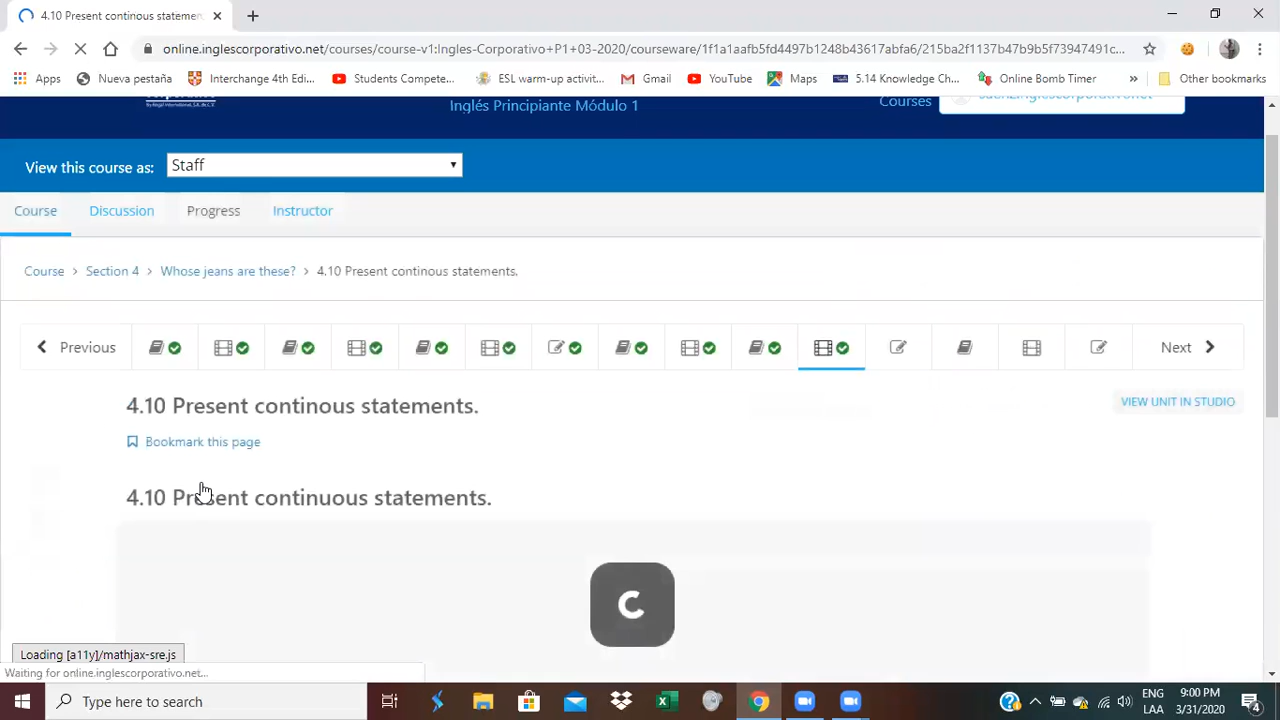 4.10 Present continous statemen
online.inglescorporativo.net/courses/course-v1:Ingles-Corporativo+P1+03-2020/courseware/1f1a1aafb5fd4497b1248b43617abfa6/215ba2f1137b47b9b5f73947491c...
Apps Nueva pestaña Interchange 4th Edi... Students Compete... ESL warm-up activit... Gmail YouTube Maps 5.14 Knowledge Ch... Online Bomb Timer » Other bookmarks
By Regal International, S.A. de C.V.
Inglés Principiante Módulo 1 Courses
View this course as: Staff
Course Discussion Progress Instructor
Course > Section 4 > Whose jeans are these? > 4.10 Present continous statements.
Previous Next
4.10 Present continous statements.
VIEW UNIT IN STUDIO
Bookmark this page
4.10 Present continuous statements.
Loading [a11y]/mathjax-sre.js
Waiting for online.inglescorporativo.net...
Type here to search
ENG 9:00 PM
LAA 3/31/2020 4